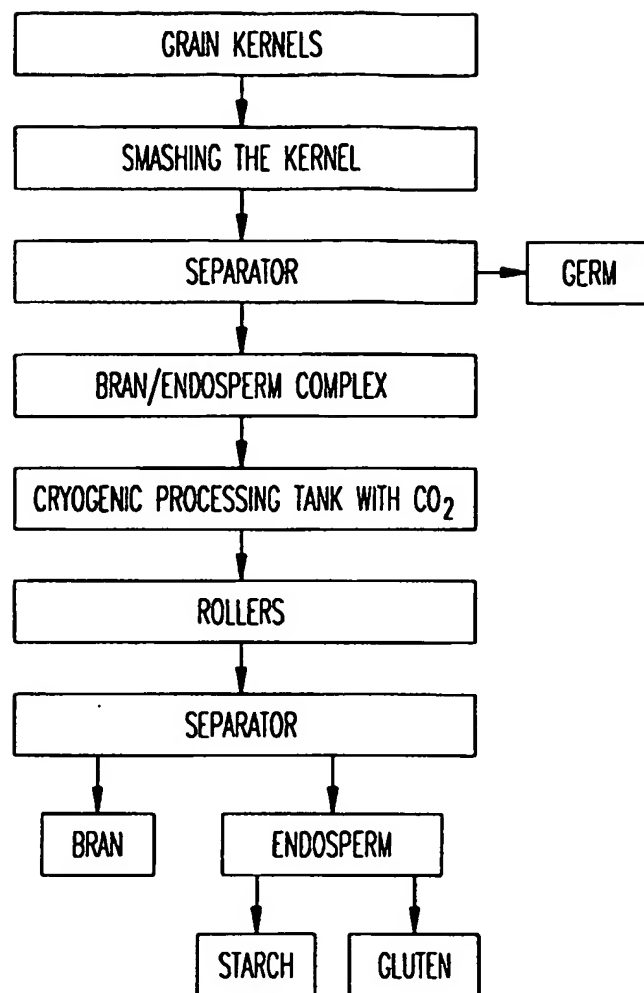 GRAIN KERNELS
SMASHING THE KERNEL
SEPARATOR
GERM
BRAN/ENDOSPERM COMPLEX
CRYOGENIC PROCESSING TANK WITH CO2
ROLLERS
SEPARATOR
BRAN
ENDOSPERM
STARCH
GLUTEN